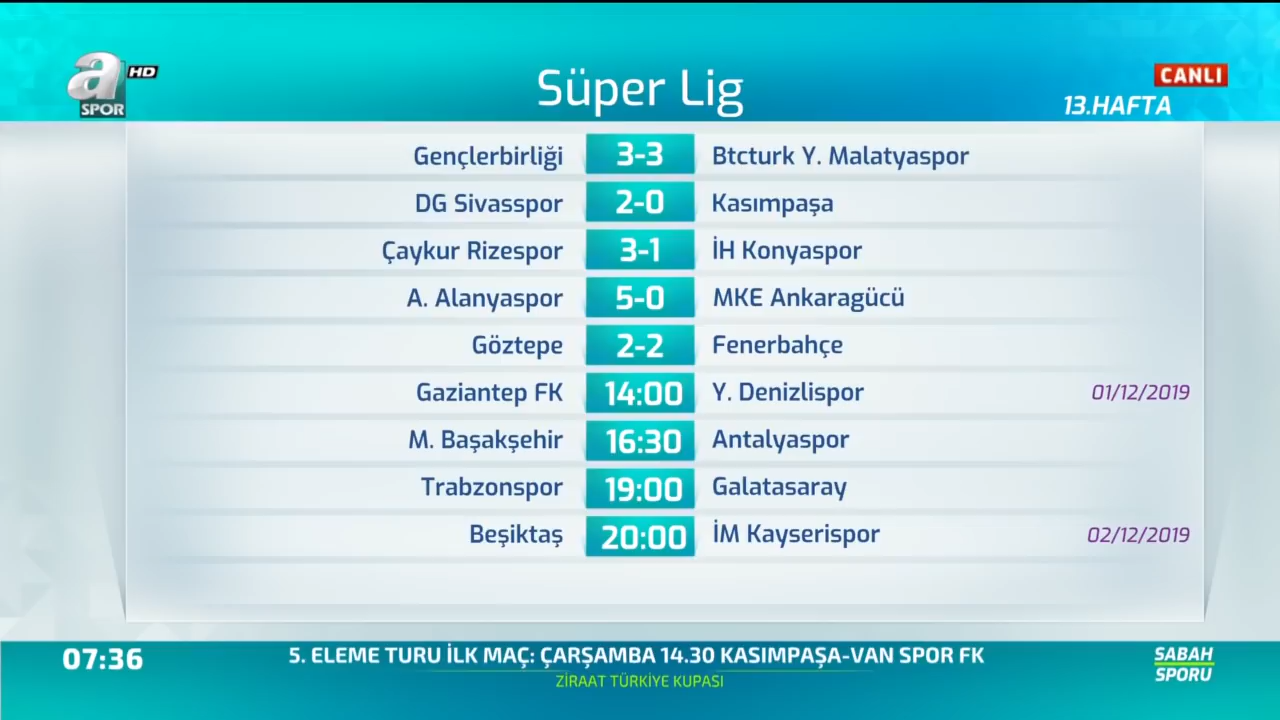 a HD
SPOR
Süper Lig
CANLI
13.HAFTA
Gençlerbirliği 3-3 Btcturk Y. Malatyaspor
DG Sivasspor 2-0 Kasımpaşa
Çaykur Rizespor 3-1 İH Konyaspor
A. Alanyaspor 5-0 MKE Ankaragücü
Göztepe 2-2 Fenerbahçe
Gaziantep FK 14:00 Y. Denizlispor 01/12/2019
M. Başakşehir 16:30 Antalyaspor
Trabzonspor 19:00 Galatasaray
Beşiktaş 20:00 İM Kayserispor 02/12/2019
07:36
5. ELEME TURU İLK MAÇ: ÇARŞAMBA 14.30 KASIMPAŞA-VAN SPOR FK
ZİRAAT TÜRKİYE KUPASI
SABAH
SPORU